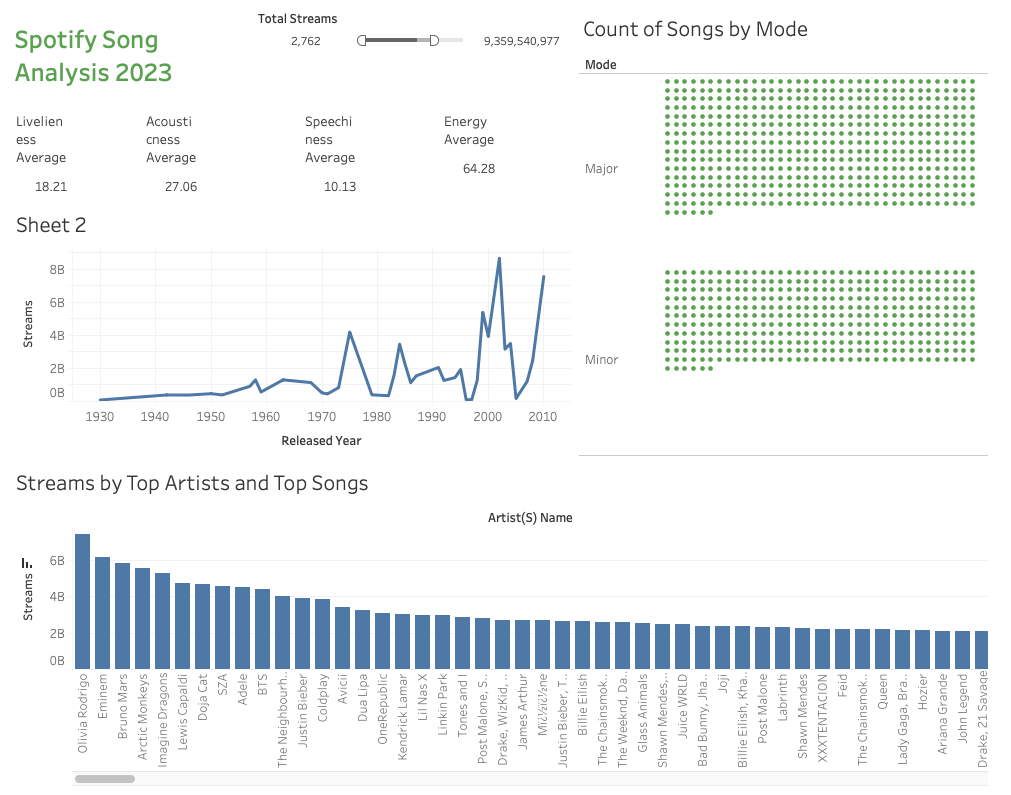 Spotify Song
Analysis 2023
Total Streams
2,762
9,359,540,977
Livelien
ess
Average
18.21
Acousti
cness
Average
27.06
Speechi
ness
Average
10.13
Energy
Average
64.28
Count of Songs by Mode
Mode
Major
Minor
Sheet 2
Streams
8B
6B
4B
2B
0B
1930 1940 1950 1960 1970 1980 1990 2000 2010
Released Year
Streams by Top Artists and Top Songs
Artist(S) Name
Streams
6B
4B
2B
0B
Olivia Rodrigo
Eminem
Bruno Mars
Arctic Monkeys
Imagine Dragons
Lewis Capaldi
Doja Cat
SZA
Adele
BTS
The Neighbourh..
Justin Bieber
Coldplay
Avicii
Dua Lipa
OneRepublic
Kendrick Lamar
Lil Nas X
Linkin Park
Tones and I
Post Malone, S..
Drake, WizKid, ..
James Arthur
Mï¿½ï¿½ne
Justin Bieber, T..
Billie Eilish
The Chainsmok..
The Weeknd, Da..
Glass Animals
Shawn Mendes,..
Juice WRLD
Bad Bunny, Jha..
Joji
Billie Eilish, Kha..
Post Malone
Labrinth
Shawn Mendes
XXXTENTACION
Feid
The Chainsmok..
Queen
Lady Gaga, Bra..
Hozier
Ariana Grande
John Legend
Drake, 21 Savage